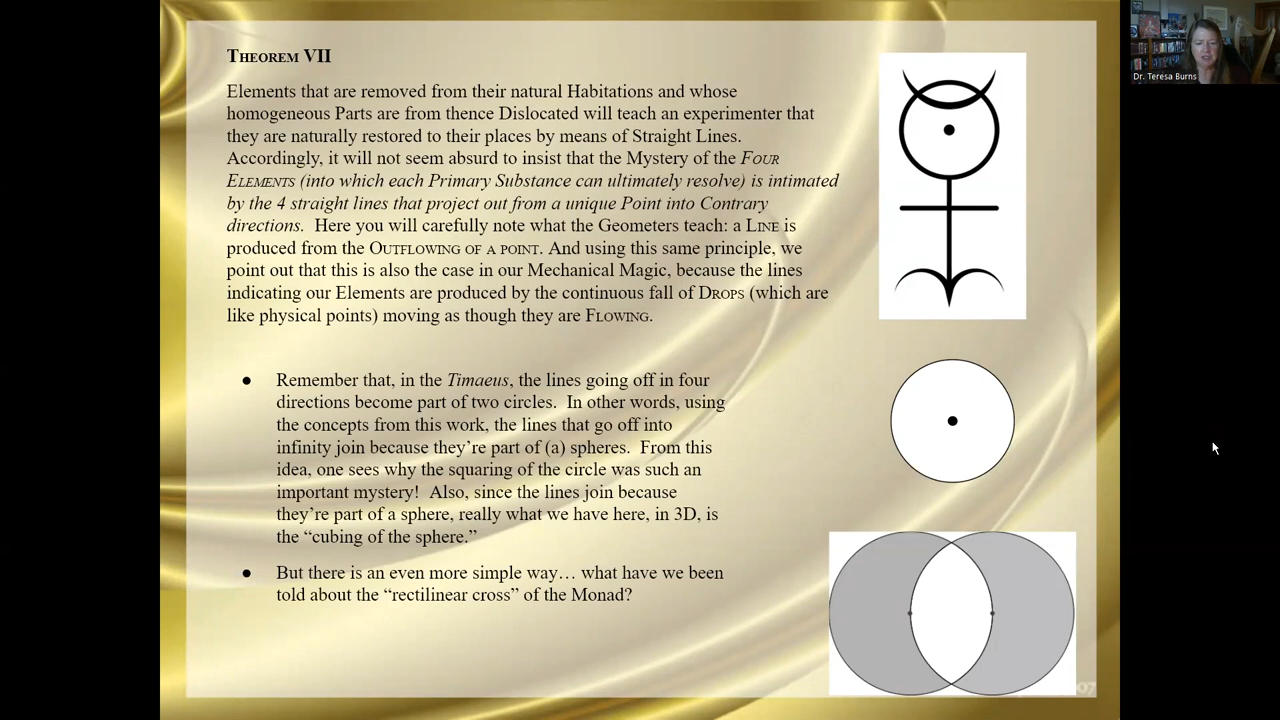 THEOREM VII
Elements that are removed from their natural Habitations and whose
homogeneous Parts are from thence Dislocated will teach an experimenter that
they are naturally restored to their places by means of Straight Lines.
Accordingly, it will not seem absurd to insist that the Mystery of the FOUR
ELEMENTS (into which each Primary Substance can ultimately resolve) is intimated
by the 4 straight lines that project out from a unique Point into Contrary
directions. Here you will carefully note what the Geometers teach: a LINE is
produced from the OUTFLOWING OF A POINT. And using this same principle, we
point out that this is also the case in our Mechanical Magic, because the lines
indicating our Elements are produced by the continuous fall of DROPS (which are
like physical points) moving as though they are FLOWING.
● Remember that, in the Timaeus, the lines going off in four
directions become part of two circles. In other words, using
the concepts from this work, the lines that go off into
infinity join because they're part of (a) spheres. From this
idea, one sees why the squaring of the circle was such an
important mystery! Also, since the lines join because
they're part of a sphere, really what we have here, in 3D, is
the “cubing of the sphere.”
● But there is an even more simple way… what have we been
told about the “rectilinear cross” of the Monad?
Dr. Teresa Burns